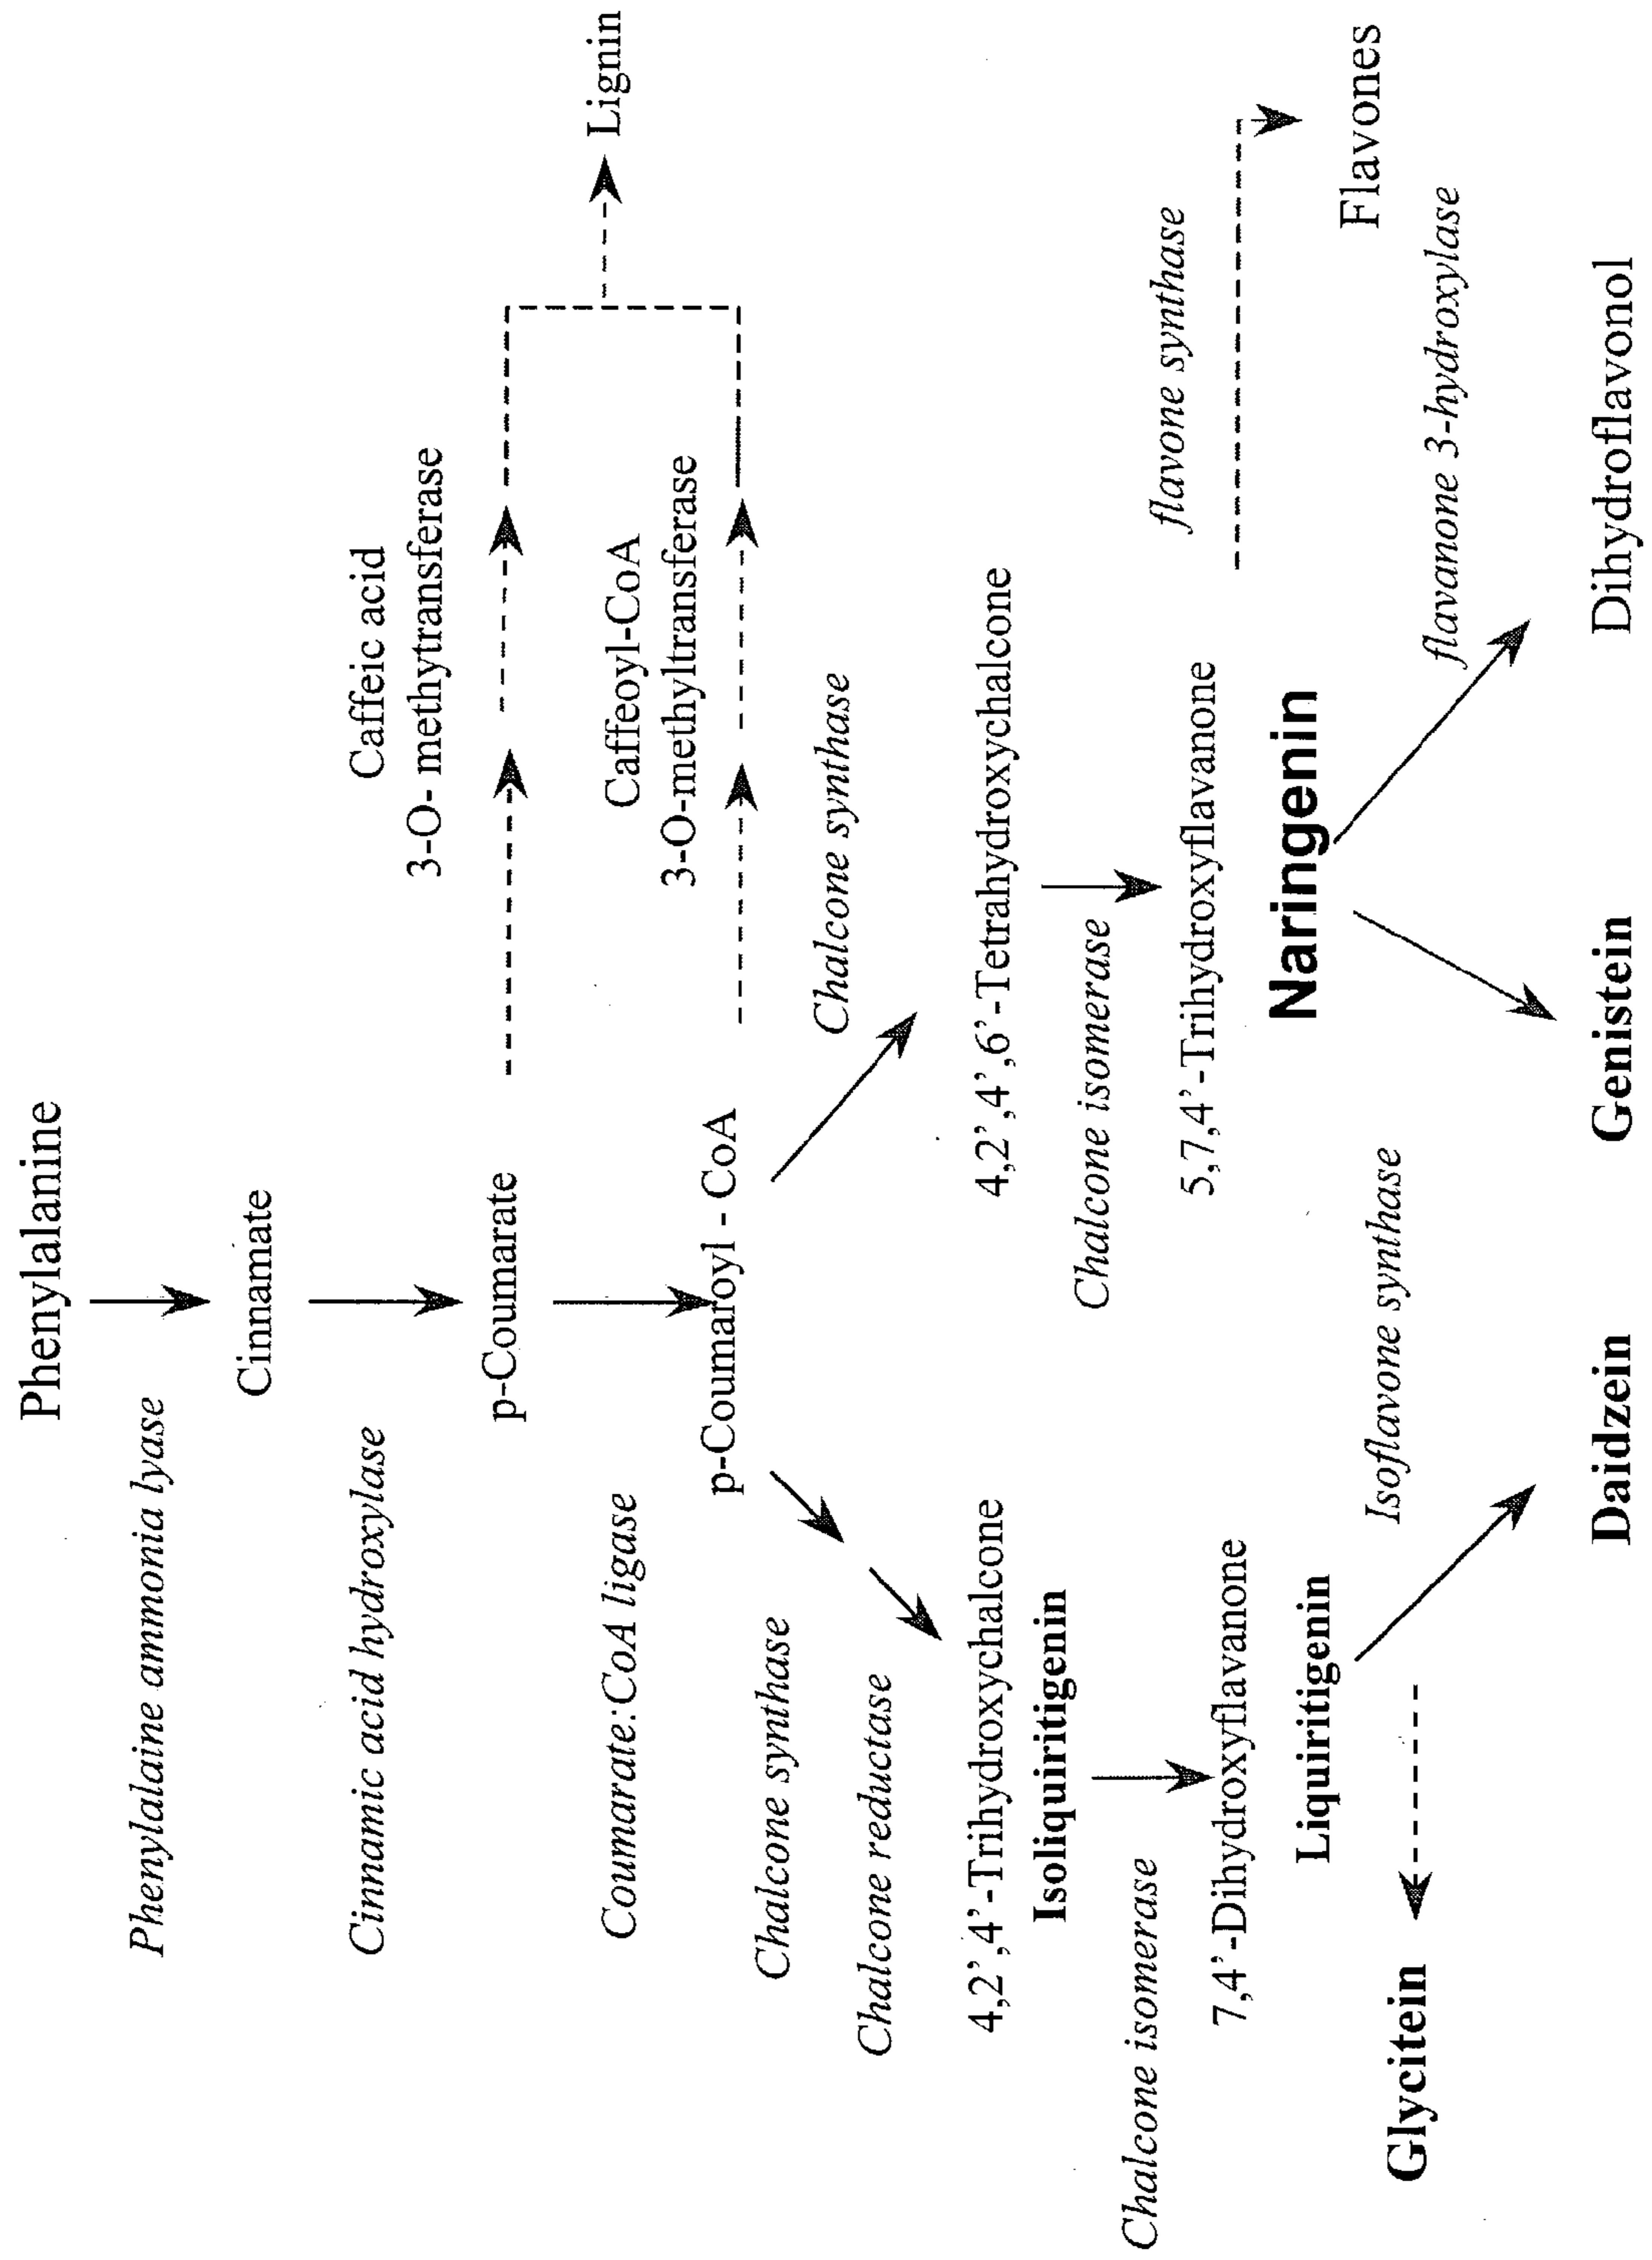 Phenylalanine
Phenylalaine ammonia lyase
Cinnamate
Cinnamic acid hydroxylase
Caffeic acid
3-O- methytransferase
p-Coumarate
Lignin
Coumarate:CoA ligase
Caffeoyl-CoA
3-O-methyltransferase
p-Coumaroyl - CoA
Chalcone synthase
Chalcone synthase
Chalcone reductase
4,2’,4’-Trihydroxychalcone
Isoliquiritigenin
4,2’,4’,6’-Tetrahydroxychalcone
Chalcone isomerase
Chalcone isomerase
flavone synthase
7,4’-Dihydroxyflavanone
Liquiritigenin
5,7,4’-Trihydroxyflavanone
Naringenin
Flavones
Isoflavone synthase
flavanone 3-hydroxylase
Glycitein
Daidzein
Genistein
Dihydroflavonol